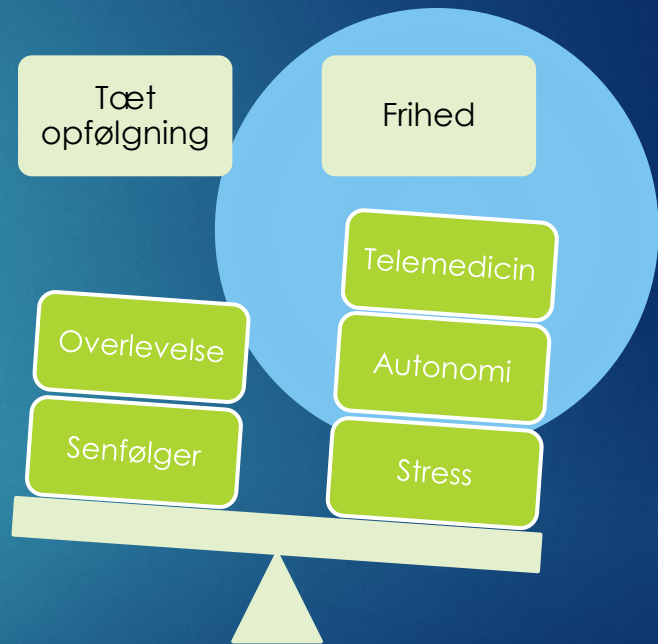 Tæt
opfølgning
Frihed
Telemedicin
Overlevelse
Autonomi
Senfølger
Stress